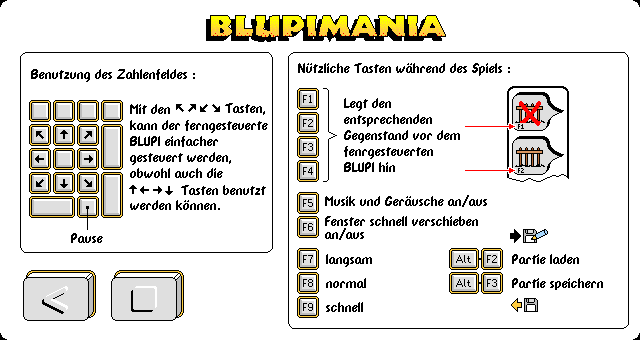 BLUPIMANIA
Benutzung des Zahlenfeldes :
Mit den ↖ ↗ ↙ ↘ Tasten,
kann der ferngesteuerte
BLUPI einfacher
gesteuert werden,
obwohl auch die
↑ ← → ↓ Tasten benutzt
werden können.
Pause
Nützliche Tasten während des Spiels :
F1
F2
F3
F4
Legt den
entsprechenden
Gegenstand vor dem
fenrgesteuerten
BLUPI hin
F1
F2
F5 Musik und Geräusche an/aus
F6 Fenster schnell verschieben
an/aus
F7 langsam
F8 normal
F9 schnell
Alt - F2 Partie laden
Alt - F3 Partie speichern